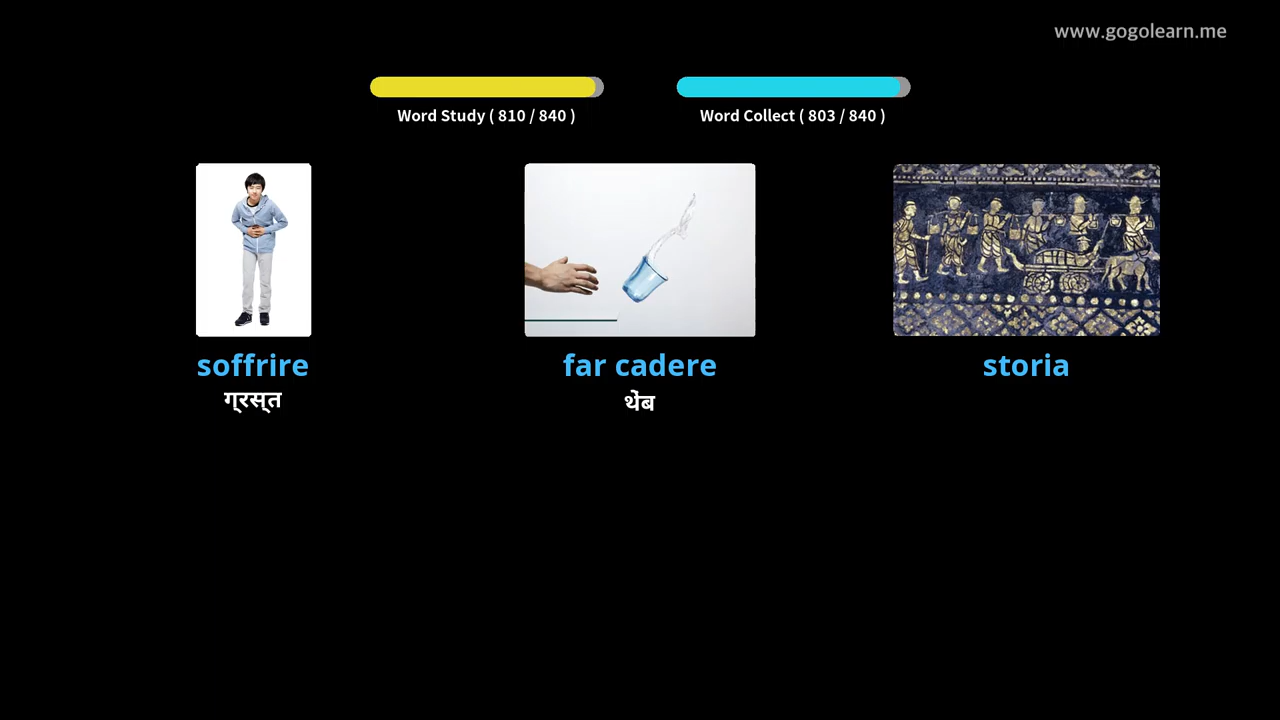 www.gogolearn.me
Word Study ( 810 / 840 )
Word Collect ( 803 / 840 )
soffrire
far cadere
storia
ग्रस्त
थेंब